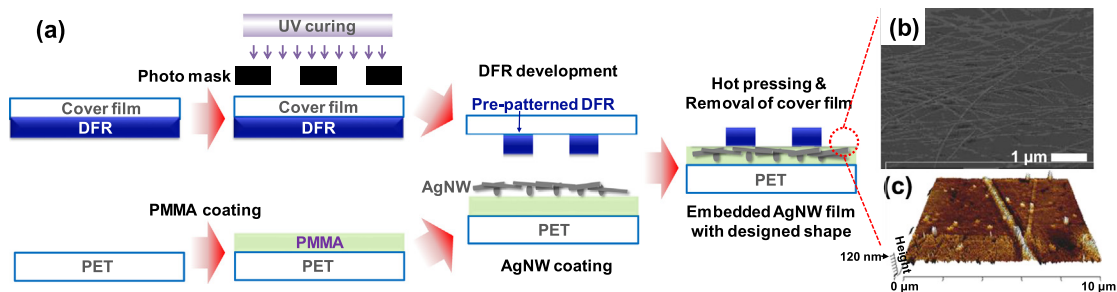 (a)
UV curing
Photo mask
Cover film
DFR
Cover film
DFR
DFR development
Pre-patterned DFR
Hot pressing &
Removal of cover film
PET
Embedded AgNW film
with designed shape
PMMA coating
PET
PMMA
PET
AgNW
PET
AgNW coating
(b)
1 µm
(c)
Height
120 nm
0 µm
10 µm